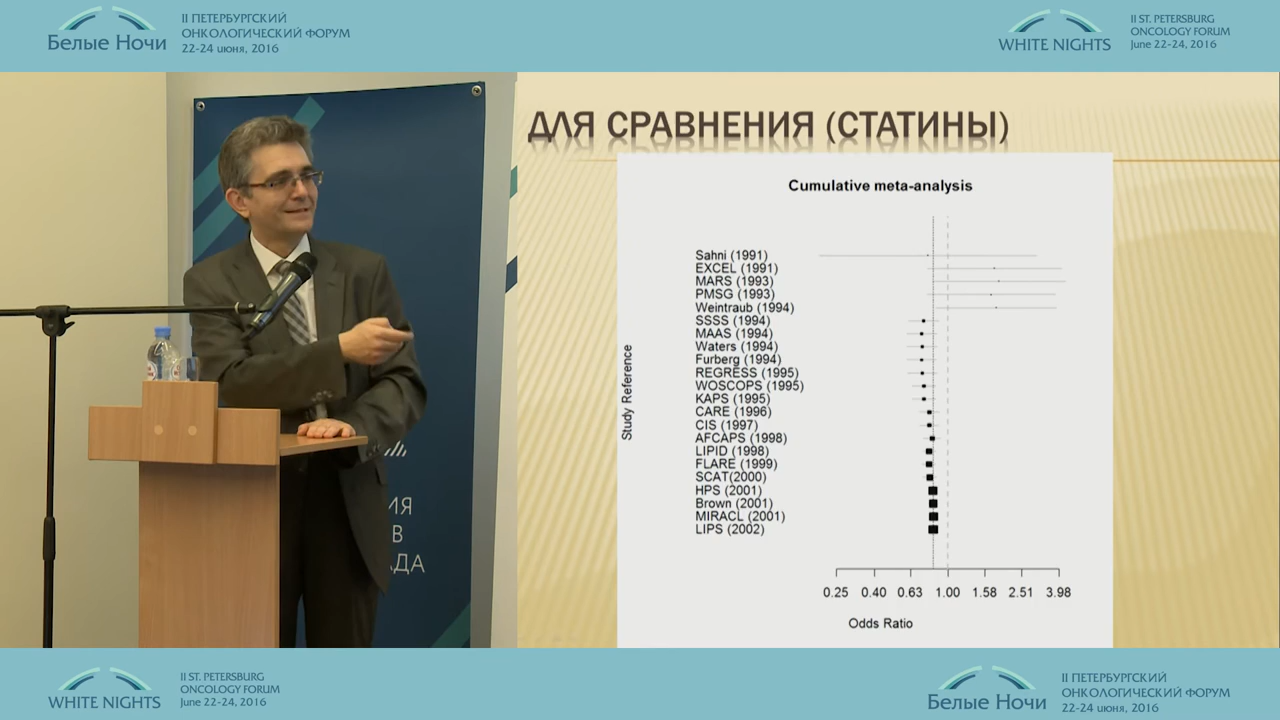 Белые Ночи
II ПЕТЕРБУРГСКИЙ
ОНКОЛОГИЧЕСКИЙ ФОРУМ
22-24 июня, 2016
WHITE NIGHTS
II ST. PETERSBURG
ONCOLOGY FORUM
June 22-24, 2016
ДЛЯ СРАВНЕНИЯ (СТАТИНЫ)
Cumulative meta-analysis
Study Reference
Sahni (1991)
EXCEL (1991)
MARS (1993)
PMSG (1993)
Weintraub (1994)
SSSS (1994)
MAAS (1994)
Waters (1994)
Furberg (1994)
REGRESS (1995)
WOSCOPS (1995)
KAPS (1995)
CARE (1996)
CIS (1997)
AFCAPS (1998)
LIPID (1998)
FLARE (1999)
SCAT(2000)
HPS (2001)
Brown (2001)
MIRACL (2001)
LIPS (2002)
0.25 0.40 0.63 1.00 1.58 2.51 3.98
Odds Ratio
ИЯ
В
АДА
WHITE NIGHTS
II ST. PETERSBURG
ONCOLOGY FORUM
June 22-24, 2016
Белые Ночи
II ПЕТЕРБУРГСКИЙ
ОНКОЛОГИЧЕСКИЙ ФОРУМ
22-24 июня, 2016